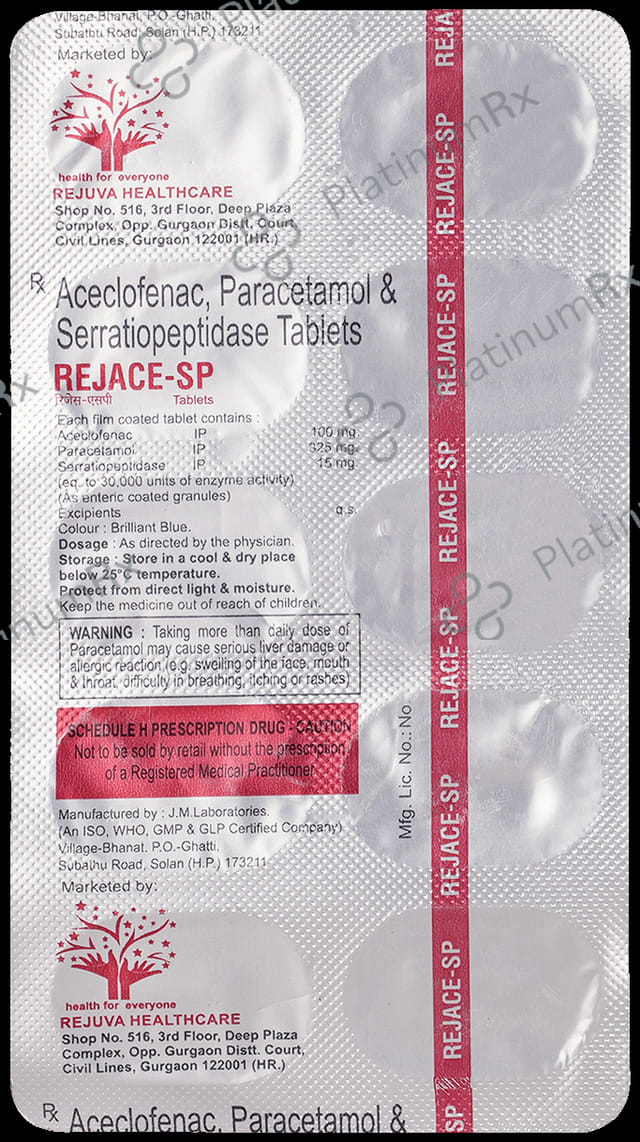 Village-Bhanat, P.O.-Ghatti,
Subathu Road, Solan (H.P.) 173211
Marketed by:
health for everyone
REJUVA HEALTHCARE
Shop No. 516, 3rd Floor, Deep Plaza
Complex, Opp. Gurgaon Distt. Court,
Civil Lines, Gurgaon 122001 (HR.)
Rx Aceclofenac, Paracetamol &
Serratiopeptidase Tablets
REJACE-SP
रिजेस-एसपी Tablets
Each film coated tablet contains :
Aceclofenac IP 100 mg
Paracetamol IP 325 mg.
Serratiopeptidase IP 15 mg.
(eq. to 30,000 units of enzyme activity)
(As enteric coated granules)
Excipients q.s.
Colour : Brilliant Blue.
Dosage : As directed by the physician.
Storage : Store in a cool & dry place
below 25°C temperature.
Protect from direct light & moisture.
Keep the medicine out of reach of children.
WARNING : Taking more than daily dose of
Paracetamol may cause serious liver damage or
allergic reaction (e.g. swelling of the face, mouth
& throat, difficulty in breathing, itching or rashes)
SCHEDULE H PRESCRIPTION DRUG - CAUTION
Not to be sold by retail without the prescription
of a Registered Medical Practitioner
Manufactured by : J.M.Laboratories.
(An ISO, WHO, GMP & GLP Certified Company)
Village-Bhanat, P.O.-Ghatti,
Subathu Road, Solan (H.P.) 173211
Marketed by:
health for everyone
REJUVA HEALTHCARE
Shop No. 516, 3rd Floor, Deep Plaza
Complex, Opp. Gurgaon Distt. Court,
Civil Lines, Gurgaon 122001 (HR.)
Rx Aceclofenac, Paracetamol &
Mfg. Lic. No.: No
REJA
REJACE-SP
REJACE-SP
REJACE-SP
REJACE-SP
REJACE-SP
REJACE-SP
SP
PlatinumRx
PlatinumRx
Rx
PlatinumRx
Platin
numRx